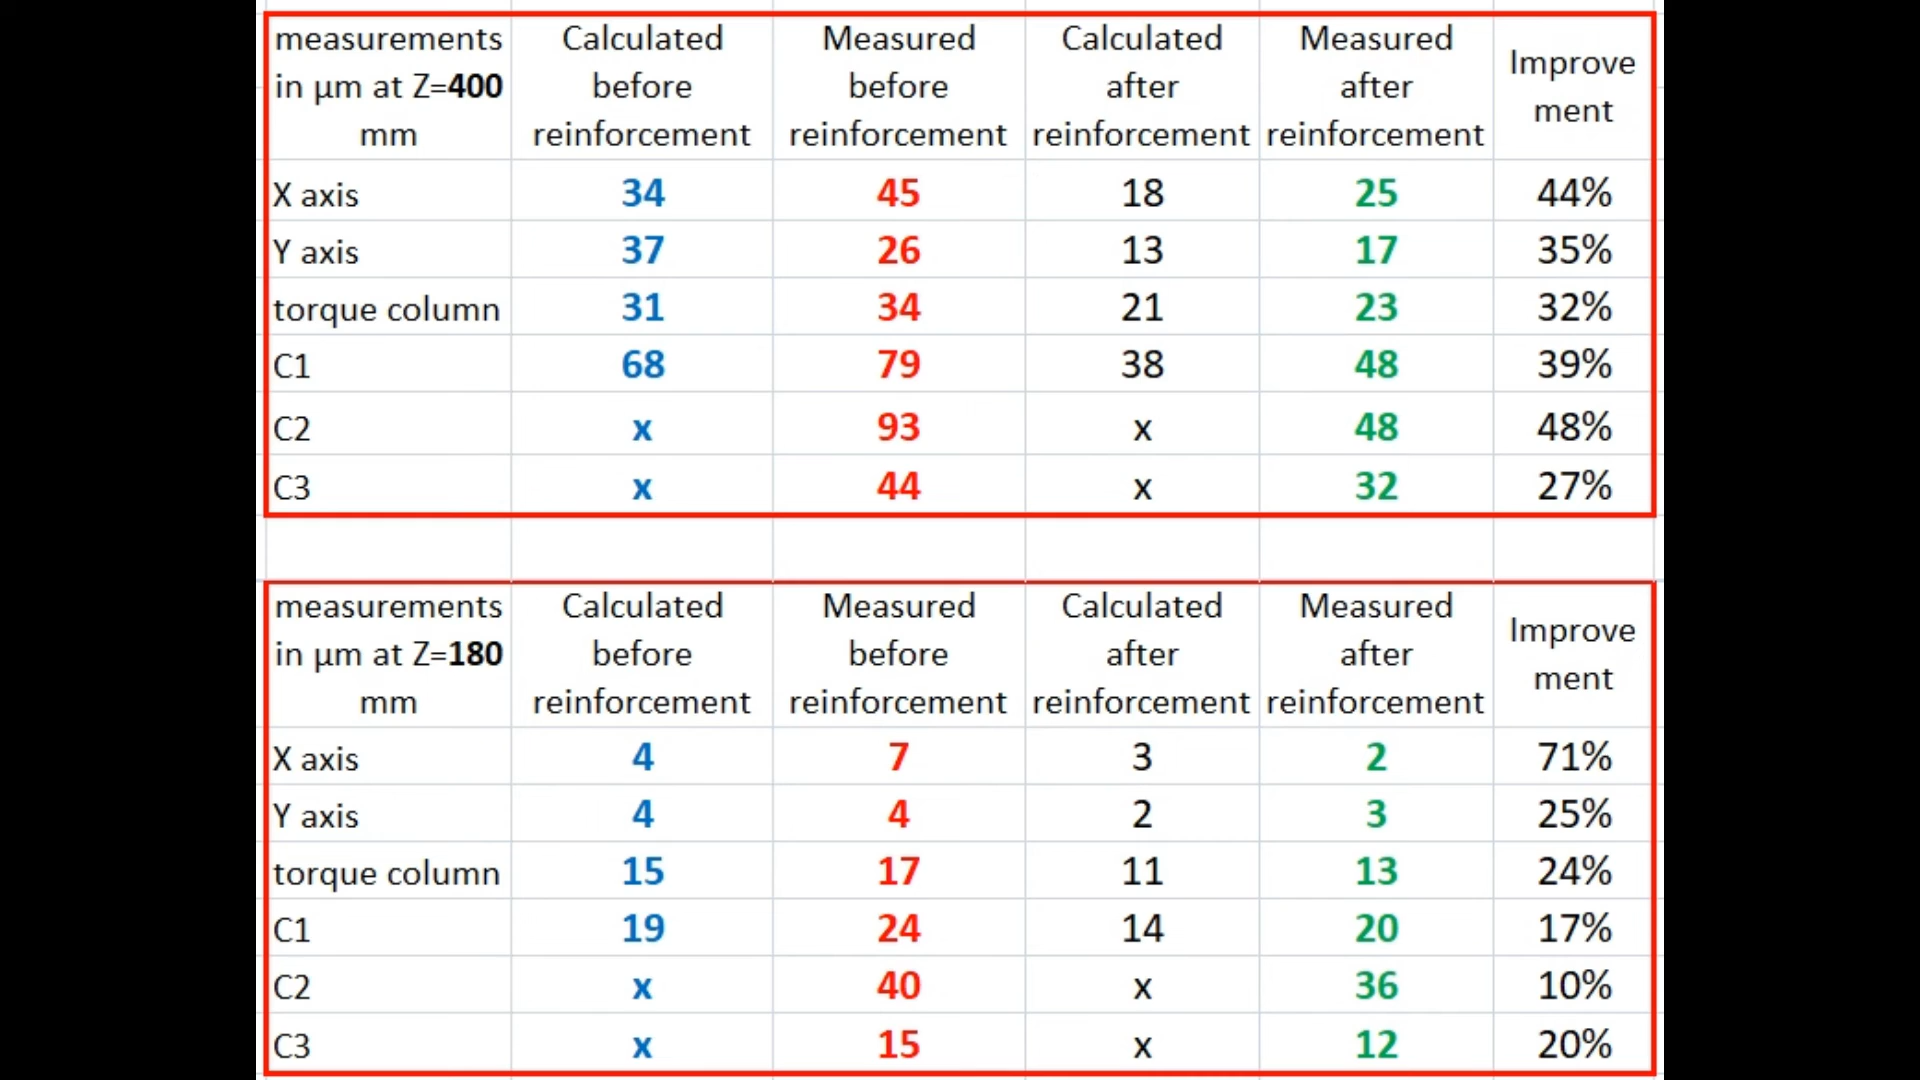 measurements in µm at Z=400 mm Calculated before reinforcement Measured before reinforcement Calculated after reinforcement Measured after reinforcement Improve ment
X axis 34 45 18 25 44%
Y axis 37 26 13 17 35%
torque column 31 34 21 23 32%
C1 68 79 38 48 39%
C2 x 93 x 48 48%
C3 x 44 x 32 27%
measurements in µm at Z=180 mm Calculated before reinforcement Measured before reinforcement Calculated after reinforcement Measured after reinforcement Improve ment
X axis 4 7 3 2 71%
Y axis 4 4 2 3 25%
torque column 15 17 11 13 24%
C1 19 24 14 20 17%
C2 x 40 x 36 10%
C3 x 15 x 12 20%